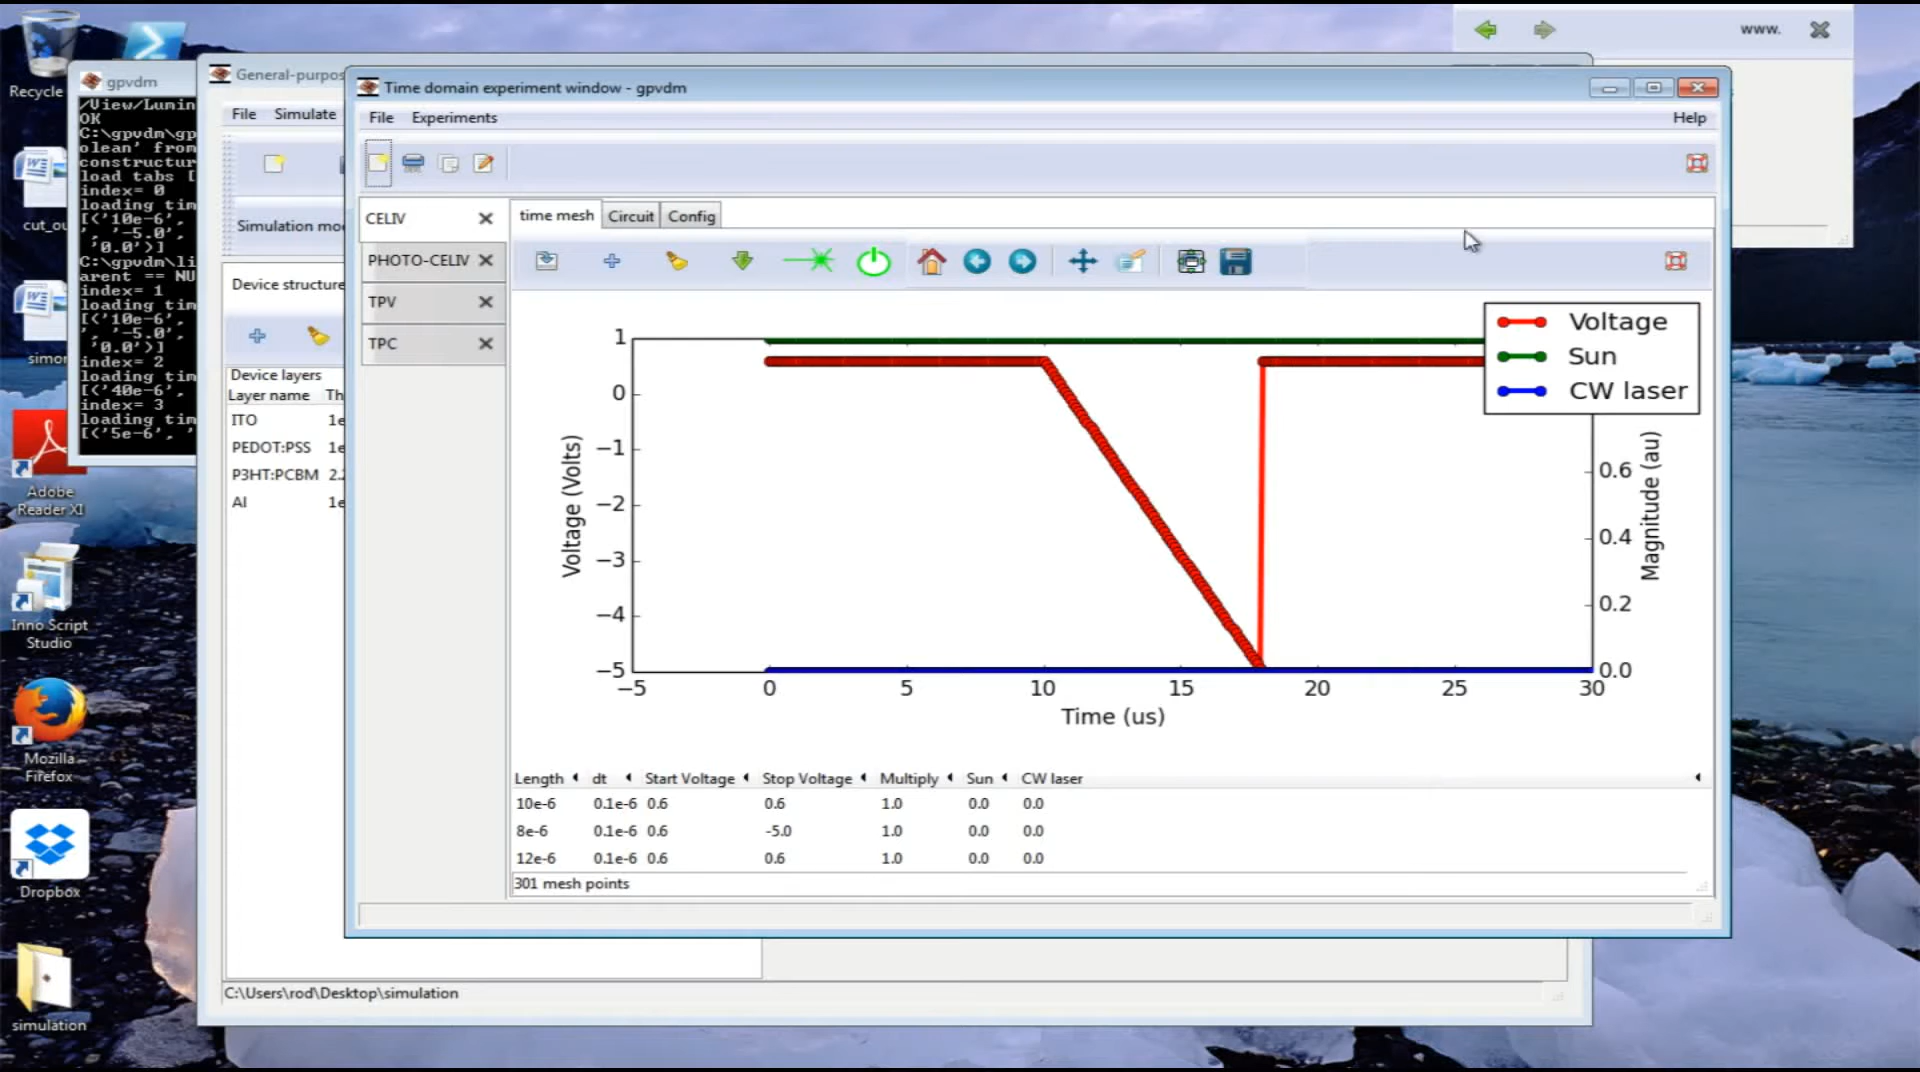 Recycle
cut_ou
simon
Adobe
Reader XI
Inno Script
Studio
Mozilla
Firefox
Dropbox
simulation
gpvdm
/View/Lumin
OK
C:\gpvdm\gp
olean' from
constructur
load tabs [
index= 0
loading tim
[('10e-6',
', '-5.0',
'0.0')]
C:\gpvdm\li
arent == NU
index= 1
loading tim
[('10e-6',
', '-5.0',
'0.0')]
index= 2
loading tim
[('40e-6',
index= 3
loading tim
[('5e-6', '
General-purpos
File Simulate
Simulation mo
Device structure
Device layers
Layer name Th
ITO 1e
PEDOT:PSS 1e
P3HT:PCBM 2.2
Al 1e
C:\Users\rod\Desktop\simulation
www.
Time domain experiment window - gpvdm
File Experiments Help
CELIV
PHOTO-CELIV
TPV
TPC
time mesh Circuit Config
Voltage
Sun
CW laser
Voltage (Volts)
1
0
−1
−2
−3
−4
−5
Magnitude (au)
0.6
0.4
0.2
0.0
−5 0 5 10 15 20 25 30
Time (us)
Length dt Start Voltage Stop Voltage Multiply Sun CW laser
10e-6 0.1e-6 0.6 0.6 1.0 0.0 0.0
8e-6 0.1e-6 0.6 -5.0 1.0 0.0 0.0
12e-6 0.1e-6 0.6 0.6 1.0 0.0 0.0
301 mesh points